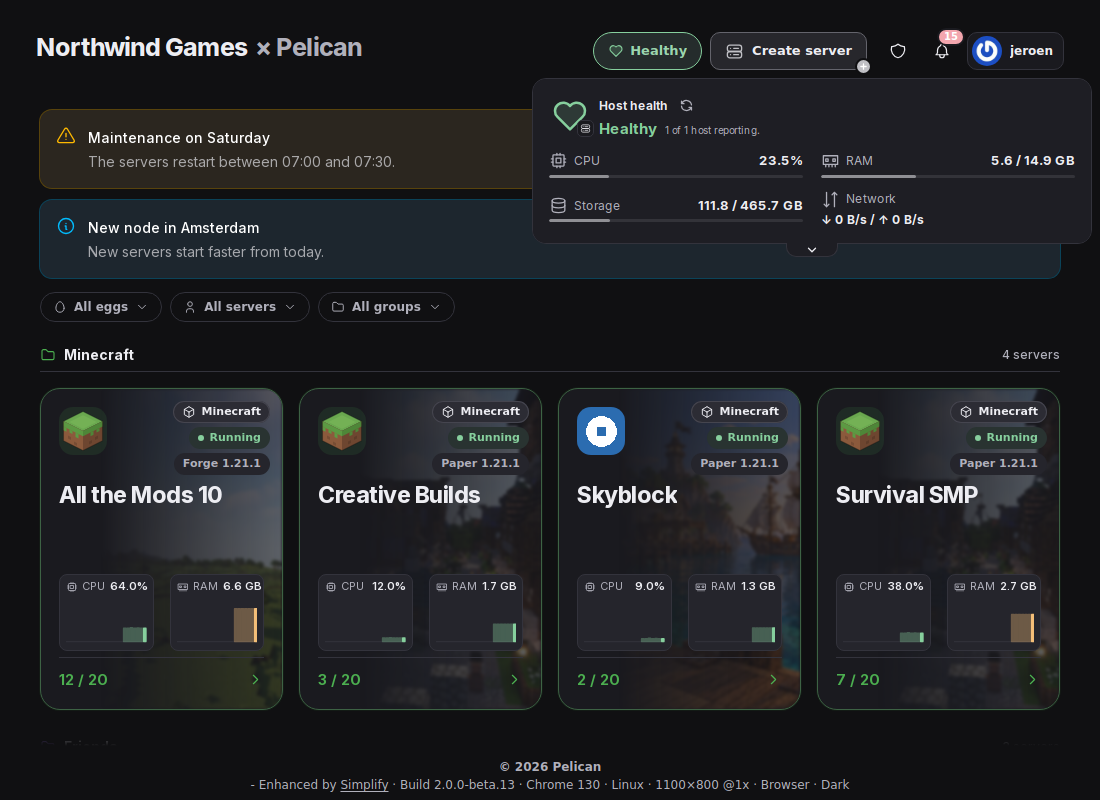 Northwind Games × Pelican
Healthy
Create server
15
jeroen
Host health
Healthy 1 of 1 host reporting.
CPU 23.5%
RAM 5.6 / 14.9 GB
Storage 111.8 / 465.7 GB
Network
↓ 0 B/s / ↑ 0 B/s
Maintenance on Saturday
The servers restart between 07:00 and 07:30.
New node in Amsterdam
New servers start faster from today.
All eggs
All servers
All groups
Minecraft
4 servers
Minecraft
Running
Forge 1.21.1
All the Mods 10
CPU 64.0%
RAM 6.6 GB
12 / 20
Minecraft
Running
Paper 1.21.1
Creative Builds
CPU 12.0%
RAM 1.7 GB
3 / 20
Minecraft
Running
Paper 1.21.1
Skyblock
CPU 9.0%
RAM 1.3 GB
2 / 20
Minecraft
Running
Paper 1.21.1
Survival SMP
CPU 38.0%
RAM 2.7 GB
7 / 20
© 2026 Pelican
- Enhanced by Simplify · Build 2.0.0-beta.13 · Chrome 130 · Linux · 1100×800 @1x · Browser · Dark